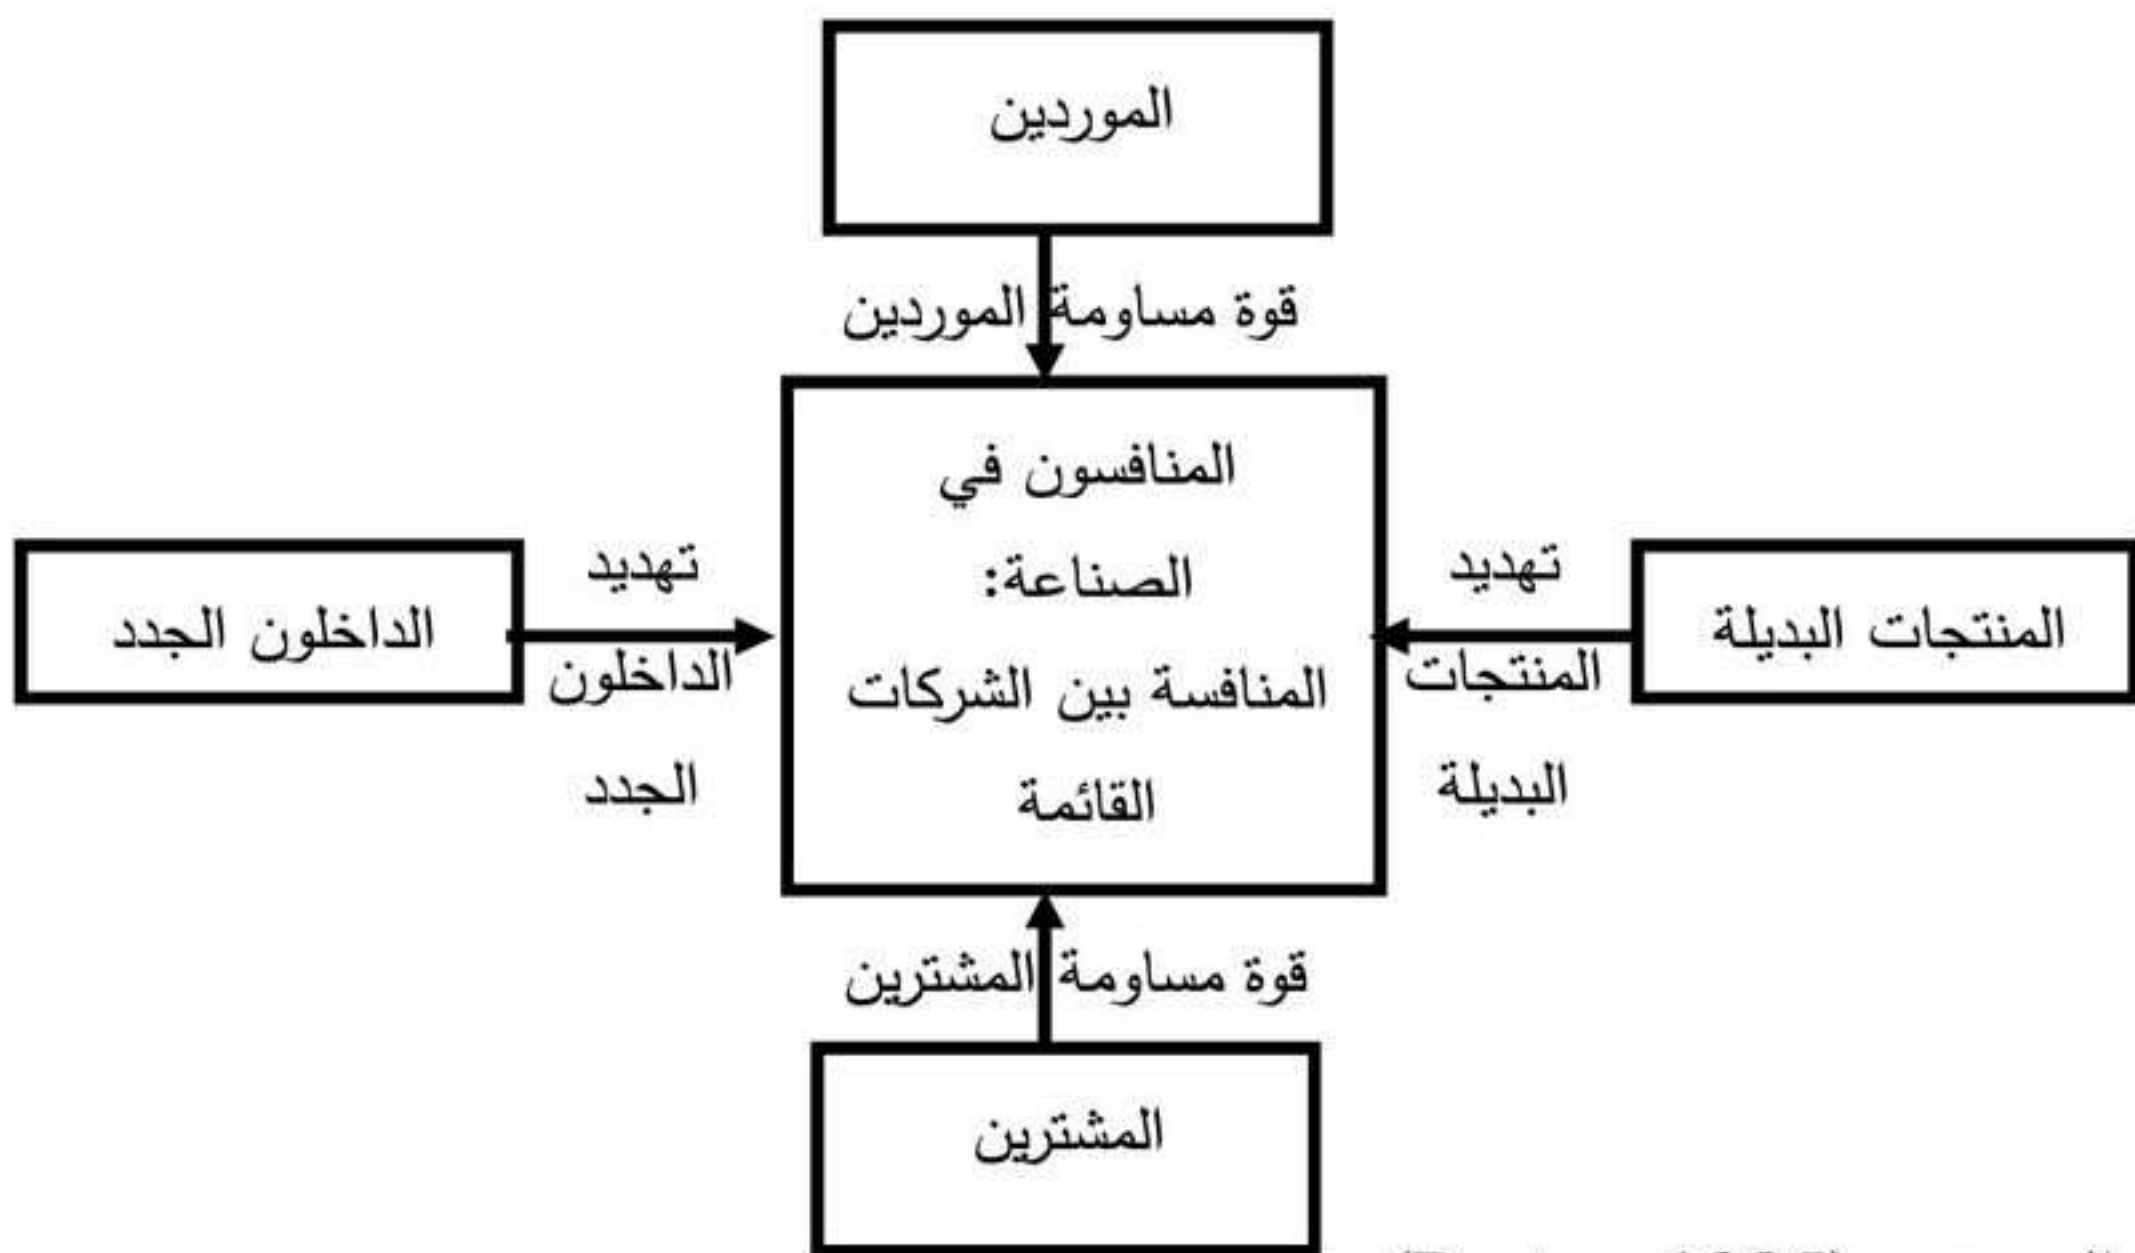 الموردين
قوة مساومة الموردين
المنافسون في
الصناعة:
المنافسة بين الشركات
القائمة
المنتجات البديلة
تهديد
المنتجات
البديلة
تهديد
الداخلون
الجدد
الداخلون الجدد
قوة مساومة المشترين
المشترين